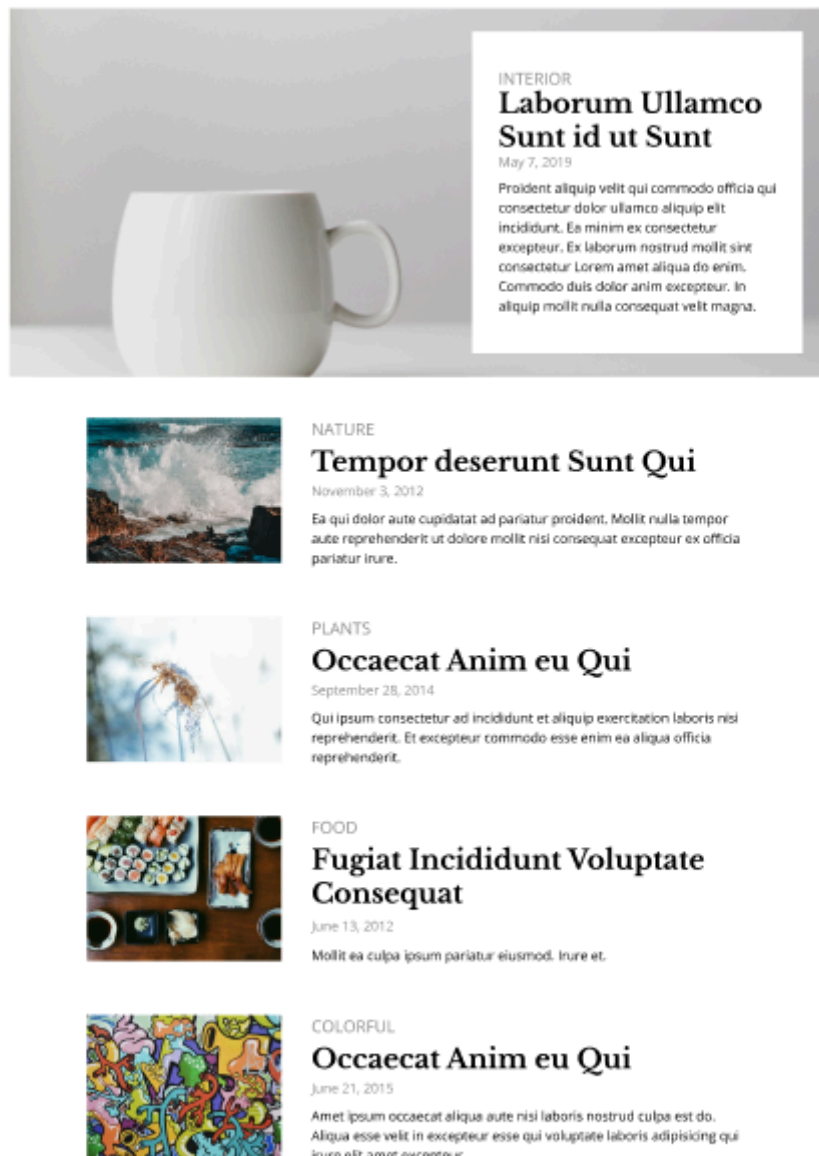 INTERIOR
Laborum Ullamco
Sunt id ut Sunt
May 7, 2019
Proident aliquip velit qui commodo officia qui
consectetur dolor ullamco aliquip elit
incididunt. Ea minim ex consectetur
excepteur. Ex laborum nostrud mollit sint
consectetur Lorem amet aliqua do enim.
Commodo duis dolor anim excepteur. In
aliquip mollit nulla consequat velit magna.
NATURE
Tempor deserunt Sunt Qui
November 3, 2012
Ea qui dolor aute cupidatat ad pariatur proident. Mollit nulla tempor
aute reprehenderit ut dolore mollit nisi consequat excepteur ex officia
pariatur irure.
PLANTS
Occaecat Anim eu Qui
September 28, 2014
Qui ipsum consectetur ad incididunt et aliquip exercitation laboris nisi
reprehenderit. Et excepteur commodo esse enim ea aliqua officia
reprehenderit.
FOOD
Fugiat Incididunt Voluptate
Consequat
June 13, 2012
Mollit ea culpa ipsum pariatur eiusmod. Irure et.
COLORFUL
Occaecat Anim eu Qui
June 21, 2015
Amet ipsum occaecat aliqua aute nisi laboris nostrud culpa est do.
Aliqua esse velit in excepteur esse qui voluptate laboris adipisicing qui
irure elit amet excepteur.